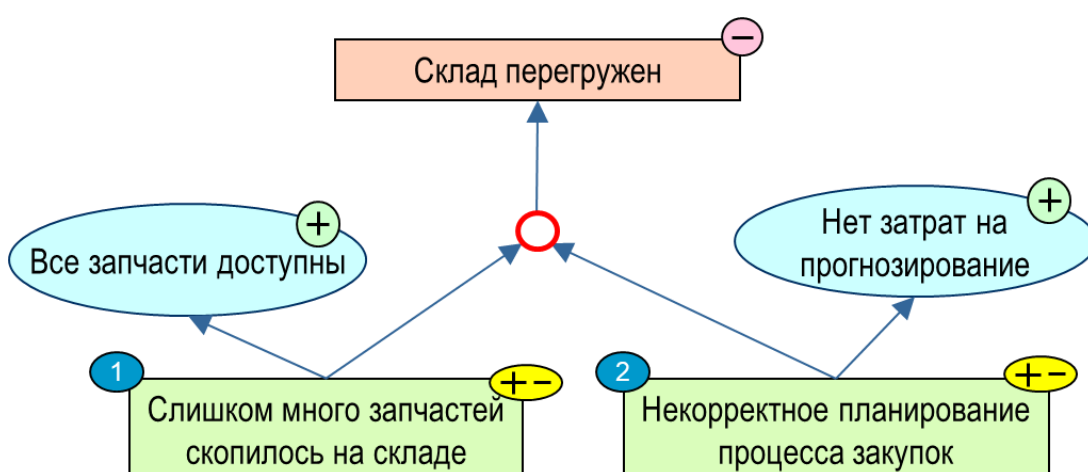 −
Склад перегружен
+
+
Все запчасти доступны
Нет затрат на
прогнозирование
1
+ −
2
+ −
Слишком много запчастей
скопилось на складе
Некорректное планирование
процесса закупок